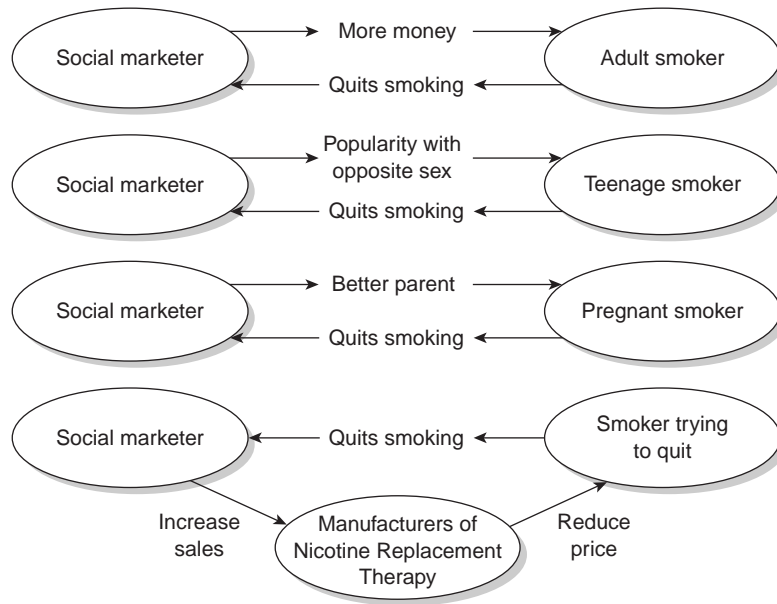 More money
Social marketer
Adult smoker
Quits smoking
Popularity with
opposite sex
Social marketer
Teenage smoker
Quits smoking
Better parent
Social marketer
Pregnant smoker
Quits smoking
Social marketer
Quits smoking
Smoker trying
to quit
Increase
sales
Manufacturers of
Nicotine Replacement
Therapy
Reduce
price